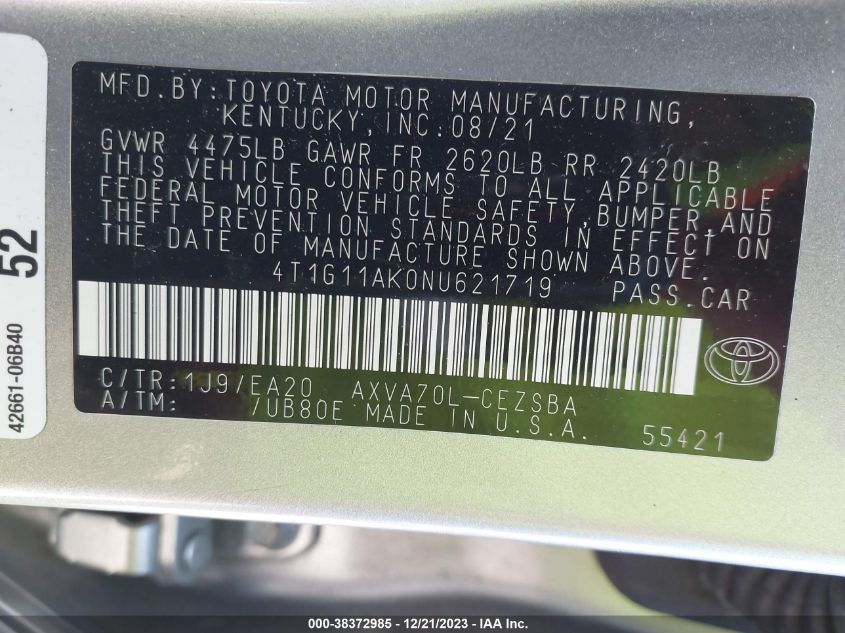 MFD.BY:TOYOTA MOTOR MANUFACTURING,
KENTUCKY, INC. 08/21
GVWR 4475LB GAWR FR 2620LB RR 2420LB
THIS VEHICLE CONFORMS TO ALL APPLICABLE
FEDERAL MOTOR VEHICLE SAFETY,BUMPER,AND
THEFT PREVENTION STANDARDS IN EFFECT ON
THE DATE OF MANUFACTURE SHOWN ABOVE.
4T1G11AK0NU621719 PASS.CAR
C/TR:1J9/EA20 AXVA70L-CEZSBA
A/TM: /UB80E MADE IN U.S.A. 55421
52
42661-06B40
000-38372985 - 12/21/2023 - IAA Inc.